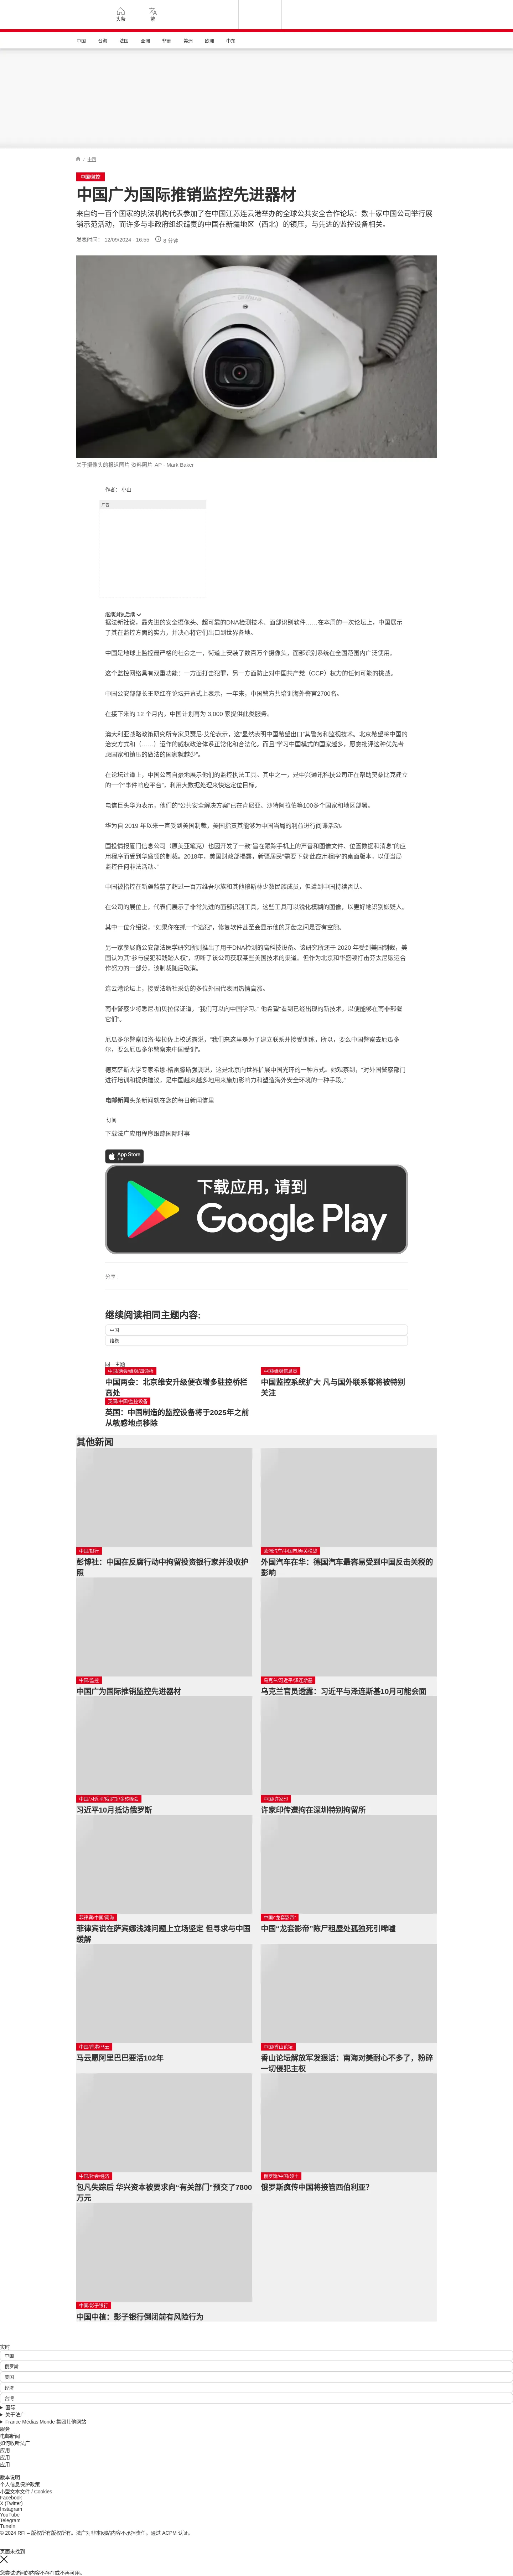 头条
繁
中国
台海
法国
亚洲
非洲
美洲
欧洲
中东
/ 中国
中国/监控
中国广为国际推销监控先进器材
来自约一百个国家的执法机构代表参加了在中国江苏连云港举办的全球公共安全合作论坛：数十家中国公司举行展
销示范活动，而许多与非政府组织谴责的中国在新疆地区（西北）的镇压，与先进的监控设备相关。
发表时间： 12/09/2024 - 16:55
8 分钟
关于摄像头的报道图片 资料图片 AP - Mark Baker
作者： 小山
广告
继续浏览后续
据法新社说，最先进的安全摄像头、超可靠的DNA检测技术、面部识别软件……在本周的一次论坛上，中国展示
了其在监控方面的实力，并决心将它们出口到世界各地。
中国是地球上监控最严格的社会之一，街道上安装了数百万个摄像头，面部识别系统在全国范围内广泛使用。
这个监控网络具有双重功能：一方面打击犯罪，另一方面防止对中国共产党（CCP）权力的任何可能的挑战。
中国公安部部长王晓红在论坛开幕式上表示，一年来，中国警方共培训海外警官2700名。
在接下来的 12 个月内，中国计划再为 3,000 家提供此类服务。
澳大利亚战略政策研究所专家贝瑟尼·艾伦表示，这“显然表明中国希望出口”其警务和监视技术。北京希望将中国的
治安方式和（……）运作的威权政治体系正常化和合法化。而且“学习中国模式的国家越多，愿意批评这种优先考
虑国家和镇压的做法的国家就越少”。
在论坛过道上，中国公司自豪地展示他们的监控执法工具。其中之一，是中兴通讯科技公司正在帮助莫桑比克建立
的一个“事件响应平台”，利用大数据处理来快速定位目标。
电信巨头华为表示，他们的“公共安全解决方案”已在肯尼亚、沙特阿拉伯等100多个国家和地区部署。
华为自 2019 年以来一直受到美国制裁，美国指责其能够为中国当局的利益进行间谍活动。
国投情报厦门信息公司（原美亚笔克）也因开发了一款“旨在跟踪手机上的声音和图像文件、位置数据和消息”的应
用程序而受到华盛顿的制裁。2018年，美国财政部揭露，新疆居民“需要下载‘此应用程序’的桌面版本，以便当局
监控任何非法活动。”
中国被指控在新疆监禁了超过一百万维吾尔族和其他穆斯林少数民族成员，但遭到中国持续否认。
在公司的展位上，代表们展示了非常先进的面部识别工具，这些工具可以锐化模糊的图像，以更好地识别嫌疑人。
其中一位介绍说，“如果你在抓一个逃犯”，修复软件甚至会显示他的牙齿之间是否有空隙。
另一家参展商公安部法医学研究所则推出了用于DNA检测的高科技设备。该研究所还于 2020 年受到美国制裁，美
国认为其“参与侵犯和践踏人权”，切断了该公司获取某些美国技术的渠道。但作为北京和华盛顿打击芬太尼贩运合
作努力的一部分，该制裁随后取消。
连云港论坛上，接受法新社采访的多位外国代表团热情高涨。
南非警察少将悉尼·加贝拉保证道，“我们可以向中国学习。” 他希望“看到已经出现的新技术，以便能够在南非部署
它们”。
厄瓜多尔警察加洛·埃拉佐上校透露说，“我们来这里是为了建立联系并接受训练。所以，要么中国警察去厄瓜多
尔，要么厄瓜多尔警察来中国受训”。
德克萨斯大学专家希娜·格雷滕斯强调说，这是北京向世界扩展中国光环的一种方式。她观察到，“对外国警察部门
进行培训和提供建议，是中国越来越多地用来施加影响力和塑造海外安全环境的一种手段。”
电邮新闻头条新闻就在您的每日新闻信里
订阅
下载法广应用程序跟踪国际时事
App Store
下载应用，请到
Google Play
分享 :
继续阅读相同主题内容:
中国
维稳
同一主题
中国/两会/维稳/四通桥
中国两会：北京维安升级便衣增多驻控桥栏
高处
中国监控系统扩大 凡与国外联系都将被特别
关注
英国/中国/监控设备
英国：中国制造的监控设备将于2025年之前
从敏感地点移除
其他新闻
中国/银行
彭博社：中国在反腐行动中拘留投资银行家并没收护
照
欧洲汽车/中国市场/关税战
外国汽车在华：德国汽车最容易受到中国反击关税的
影响
中国/监控
中国广为国际推销监控先进器材
乌克兰/习近平/泽连斯基
乌克兰官员透露：习近平与泽连斯基10月可能会面
中国/习近平/俄罗斯/金砖峰会
习近平10月抵访俄罗斯
中国/许家印
许家印传遭拘在深圳特别拘留所
菲律宾/中国/南海
菲律宾说在萨宾娜浅滩问题上立场坚定 但寻求与中国
缓解
中国/“龙套影帝”
中国“龙套影帝”陈尸租屋处孤独死引唏嘘
中国/香港/马云
马云愿阿里巴巴要活102年
中国/香山论坛
香山论坛解放军发狠话：南海对美耐心不多了，粉碎
一切侵犯主权
中国/社会/经济
包凡失踪后 华兴资本被要求向“有关部门”预交了7800
万元
俄罗斯/中国/领土
俄罗斯疯传中国将接管西伯利亚？
中国/影子银行
中国中植：影子银行倒闭前有风险行为
实时
中国
俄罗斯
美国
经济
台湾
国际
关于法广
France Médias Monde 集团其他网站
服务
电邮新闻
如何收听法广
应用
应用
应用
版本说明
个人信息保护政策
小型文本文件 / Cookies
Facebook
X (Twitter)
Instagram
YouTube
Telegram
TuneIn
© 2024 RFI – 版权所有版权所有。法广对非本网站内容不承担责任。通过 ACPM 认证。
页面未找到
您尝试访问的内容不存在或不再可用。